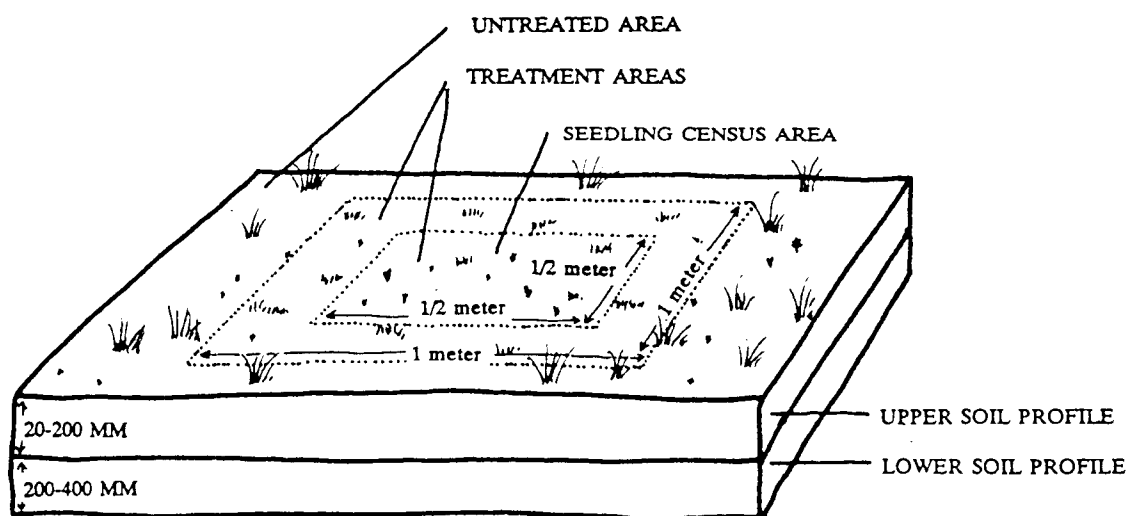 UNTREATED AREA
TREATMENT AREAS
SEEDLING CENSUS AREA
1/2 meter
1 meter
1/2 meter
1 meter
20-200 MM
UPPER SOIL PROFILE
LOWER SOIL PROFILE
200-400 MM